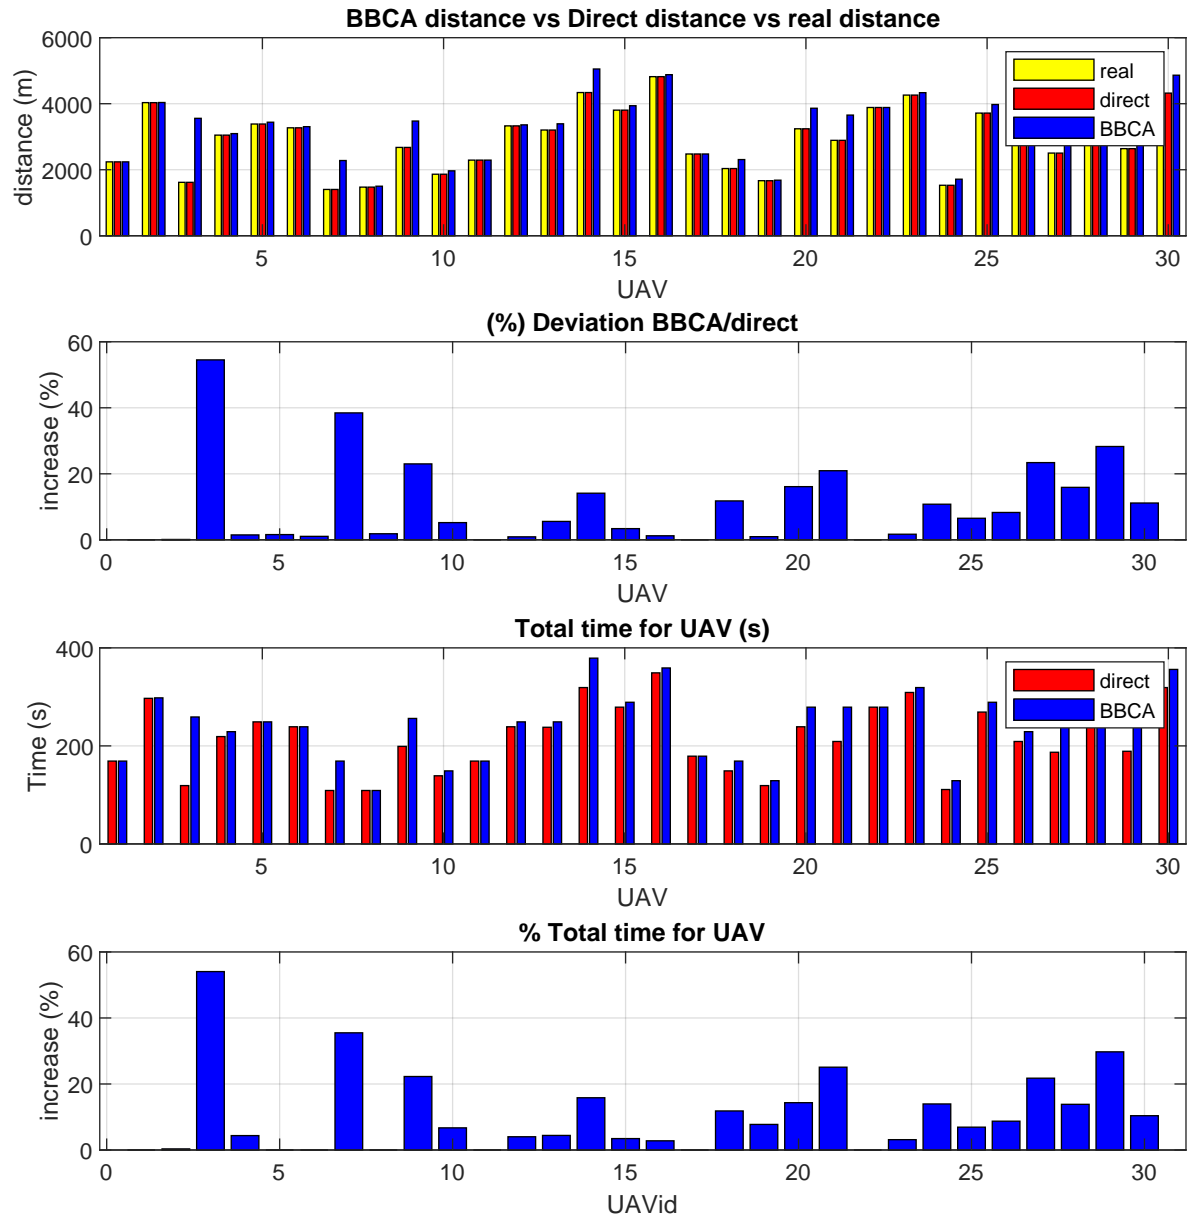 BBCA distance vs Direct distance vs real distance
6000
4000
2000
0
distance (m)
real
direct
BBCA
5 10 15 20 25 30
UAV
(%) Deviation BBCA/direct
60
40
20
0
increase (%)
0 5 10 15 20 25 30
UAV
Total time for UAV (s)
400
200
0
Time (s)
direct
BBCA
5 10 15 20 25 30
UAV
% Total time for UAV
60
40
20
0
increase (%)
0 5 10 15 20 25 30
UAVid